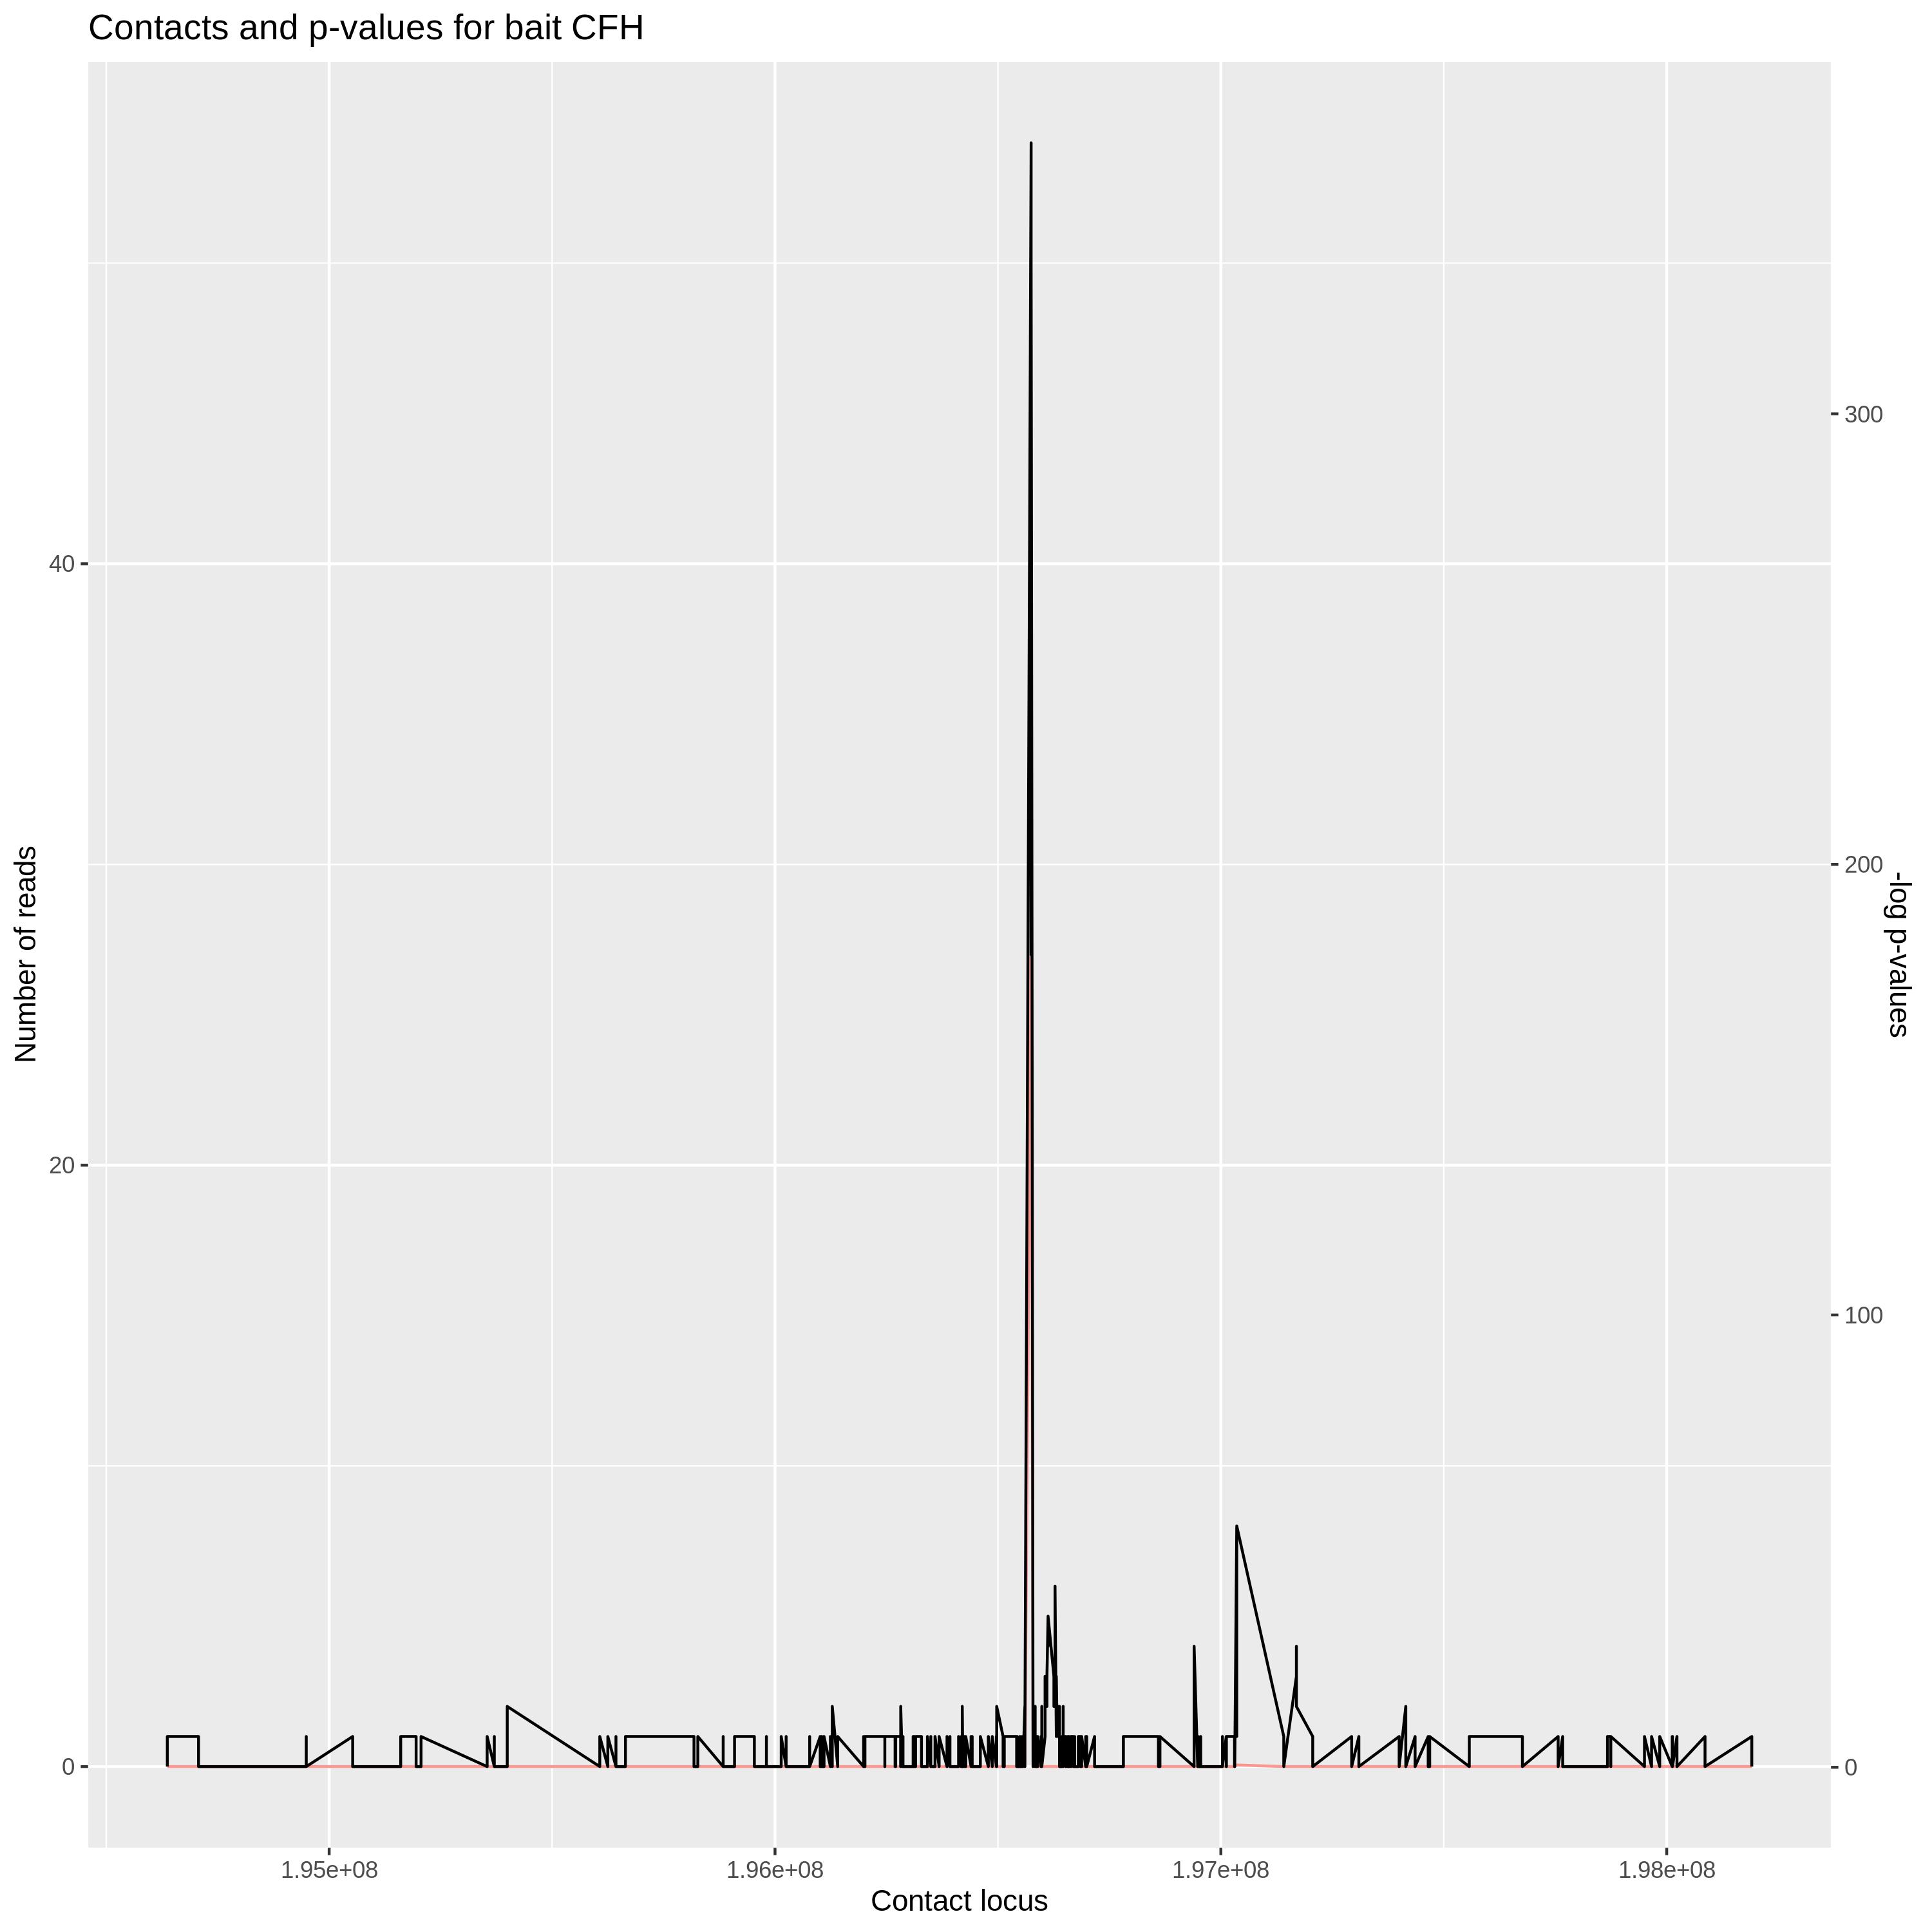 Contacts and p-values for bait CFH
Number of reads
40
20
0
300
200
100
0
-log p-values
1.95e+08
1.96e+08
1.97e+08
1.98e+08
Contact locus